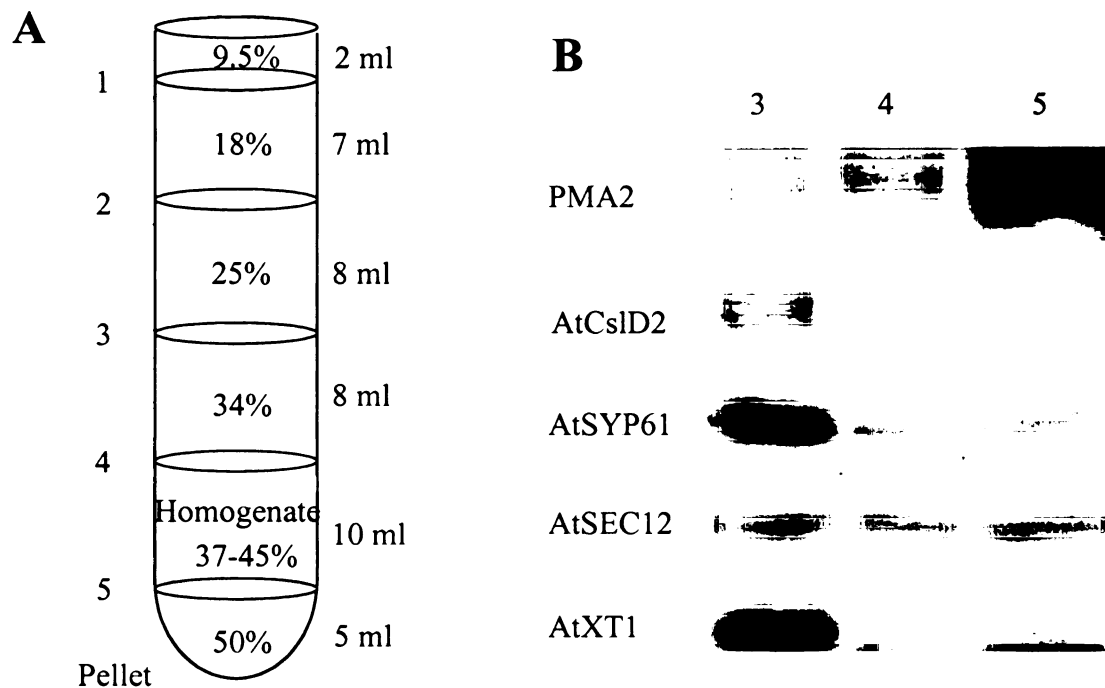 A
9.5% 2 ml
1
18% 7 ml
2
25% 8 ml
3
34% 8 ml
4
Homogenate
37-45% 10 ml
5
50% 5 ml
Pellet
B
3 4 5
PMA2
AtCslD2
AtSYP61
AtSEC12
AtXT1